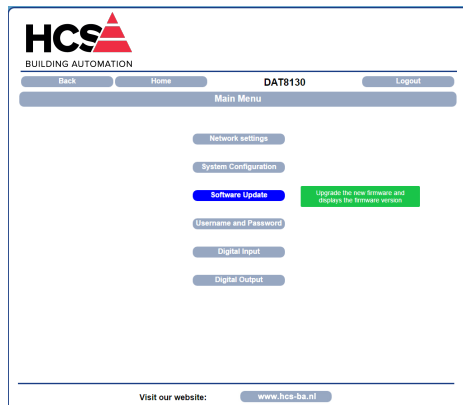 HCS
BUILDING AUTOMATION
Back Home DAT8130 Logout
Main Menu
Network settings
System Configuration
Software Update
Upgrade the new firmware and
displays the firmware version
Username and Password
Digital Input
Digital Output
Visit our website: www.hcs-ba.nl